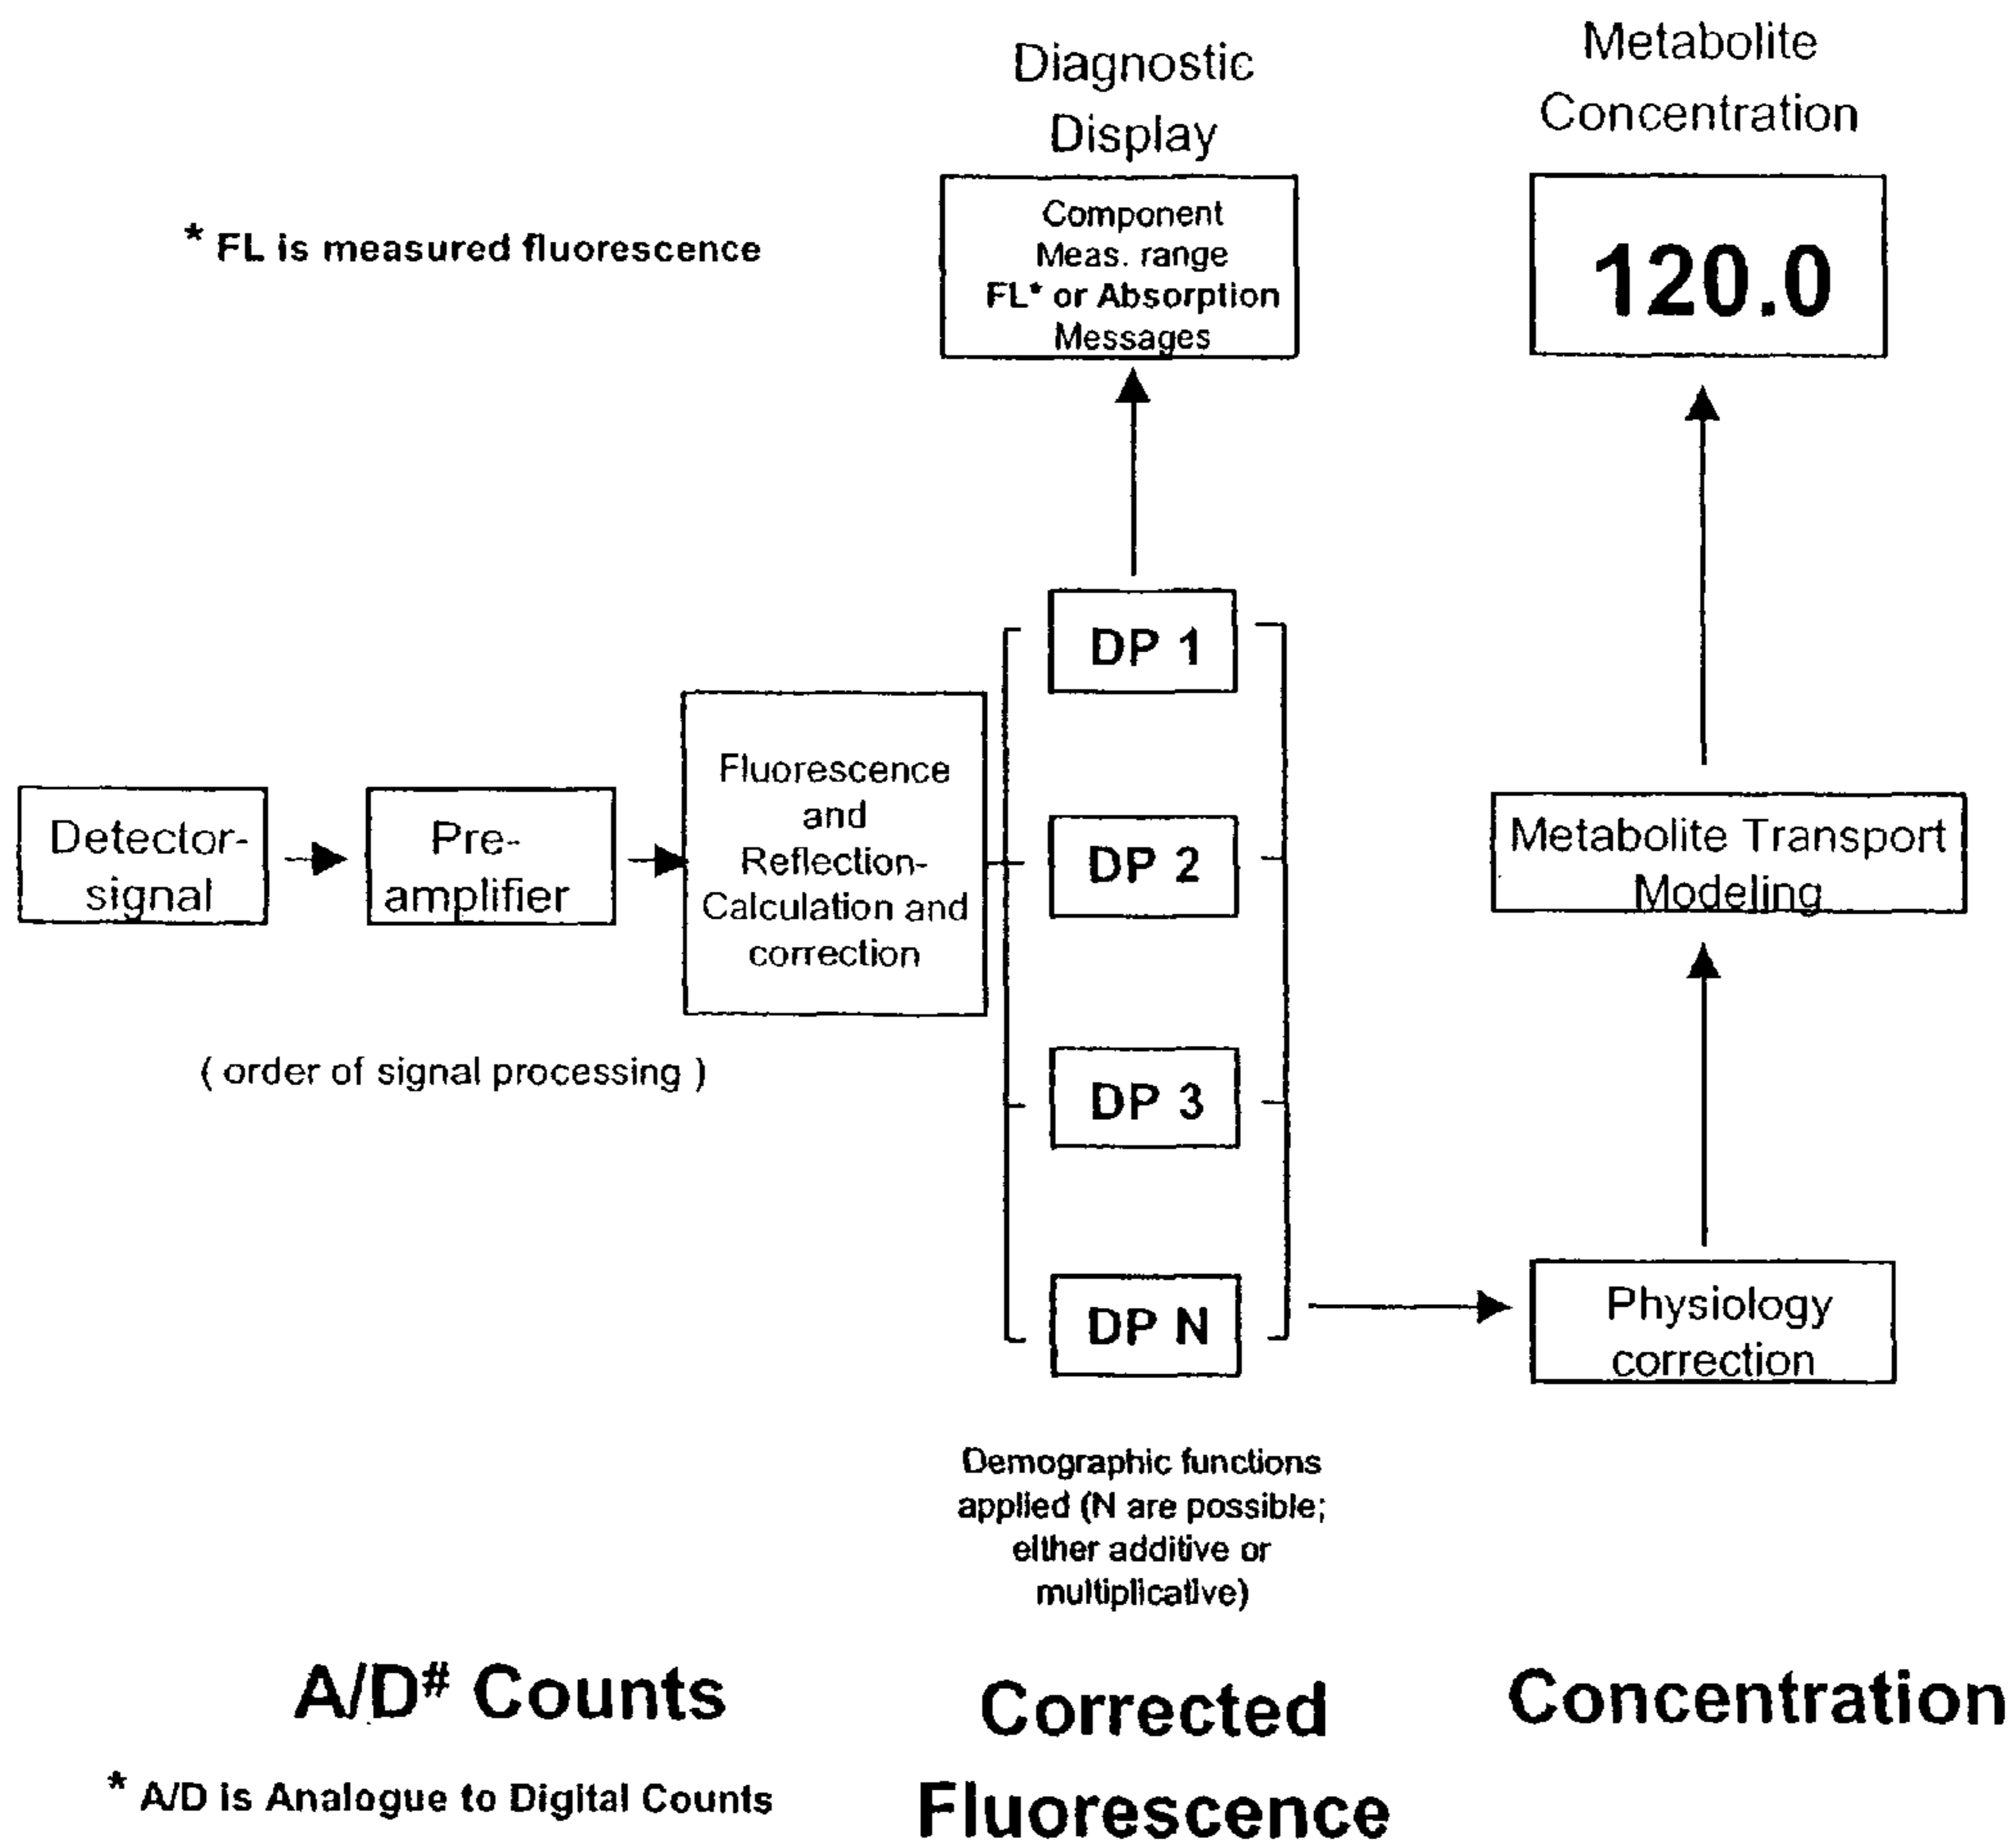 Diagnostic
Display
Metabolite
Concentration
* FL is measured fluorescence
Component
Meas. range
FL* or Absorption
Messages
120.0
DP 1
Detector-
signal
Pre-
amplifier
Fluorescence
and
Reflection-
Calculation and
correction
DP 2
Metabolite Transport
Modeling
( order of signal processing )
DP 3
DP N
Physiology
correction
Demographic functions
applied (N are possible;
either additive or
multiplicative)
A/D# Counts
Corrected
Fluorescence
Concentration
* A/D is Analogue to Digital Counts